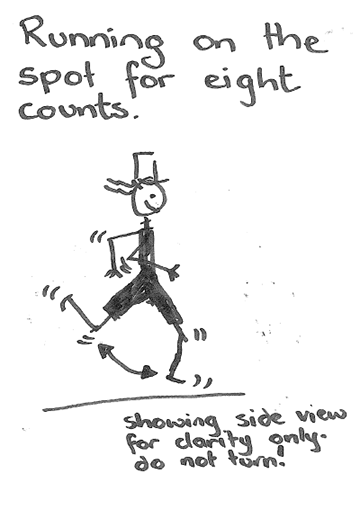 Running on the
spot for eight
counts.
showing side view
for clarity only.
do not turn!